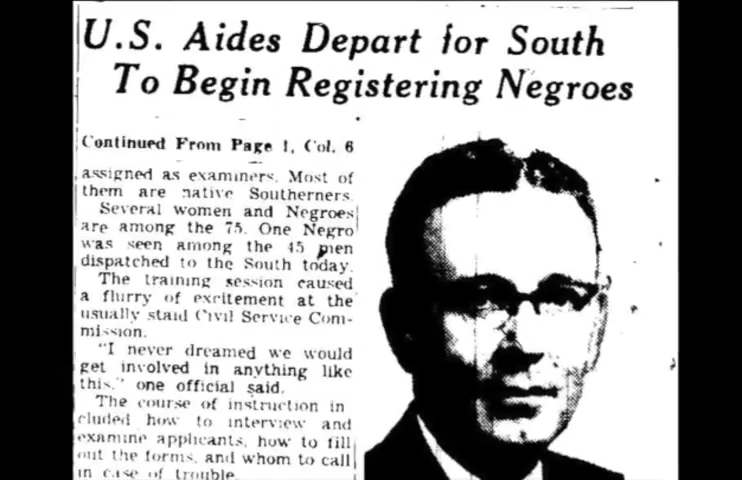 U.S. Aides Depart for South
To Begin Registering Negroes
Continued From Page 1, Col. 6
assigned as examiners. Most of
them are native Southerners.
Several women and Negroes
are among the 75. One Negro
was seen among the 45 men
dispatched to the South today.
The training session caused
a flurry of excitement at the
usually staid Civil Service Com-
mission.
"I never dreamed we would
get involved in anything like
this," one official said.
The course of instruction in
cluded how to interview and
examine applicants, how to fill
out the forms, and whom to call
in case of trouble.